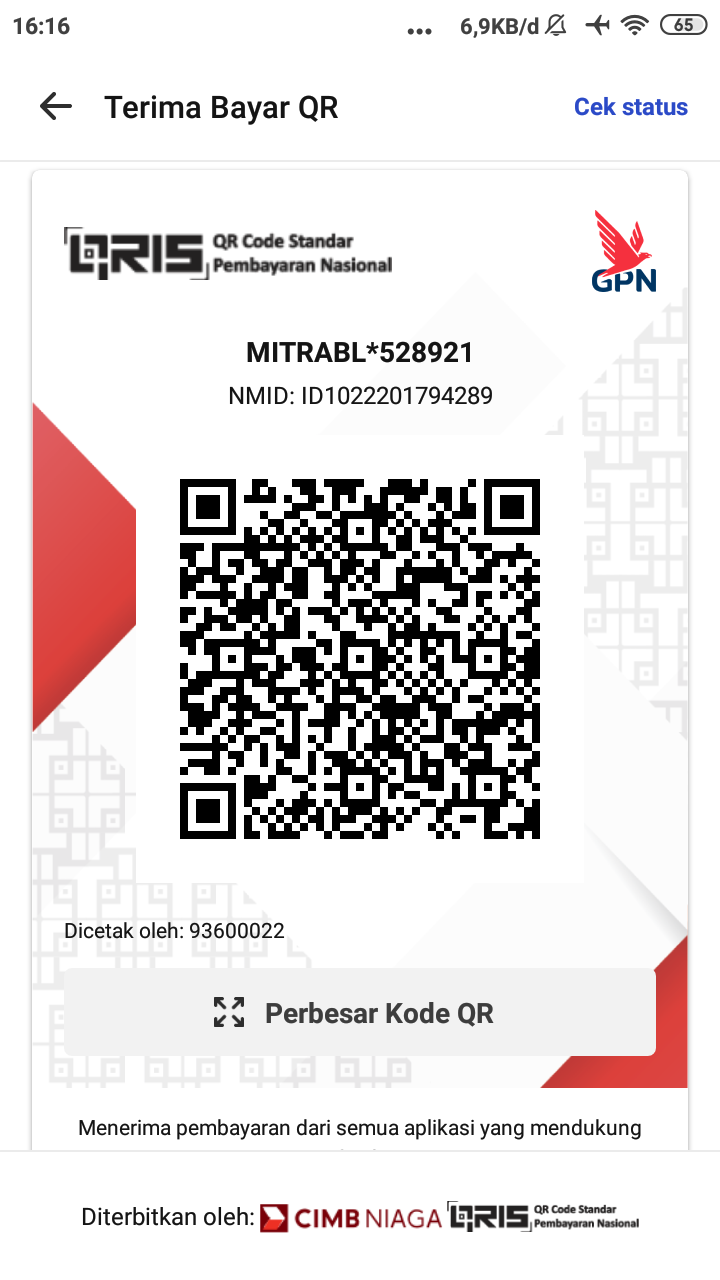 16:16 ... 6,9KB/d 65
Terima Bayar QR Cek status
QRIS QR Code Standar
Pembayaran Nasional
GPN
MITRABL*528921
NMID: ID1022201794289
Dicetak oleh: 93600022
Perbesar Kode QR
Menerima pembayaran dari semua aplikasi yang mendukung
Diterbitkan oleh: CIMB NIAGA QRIS QR Code Standar
Pembayaran Nasional